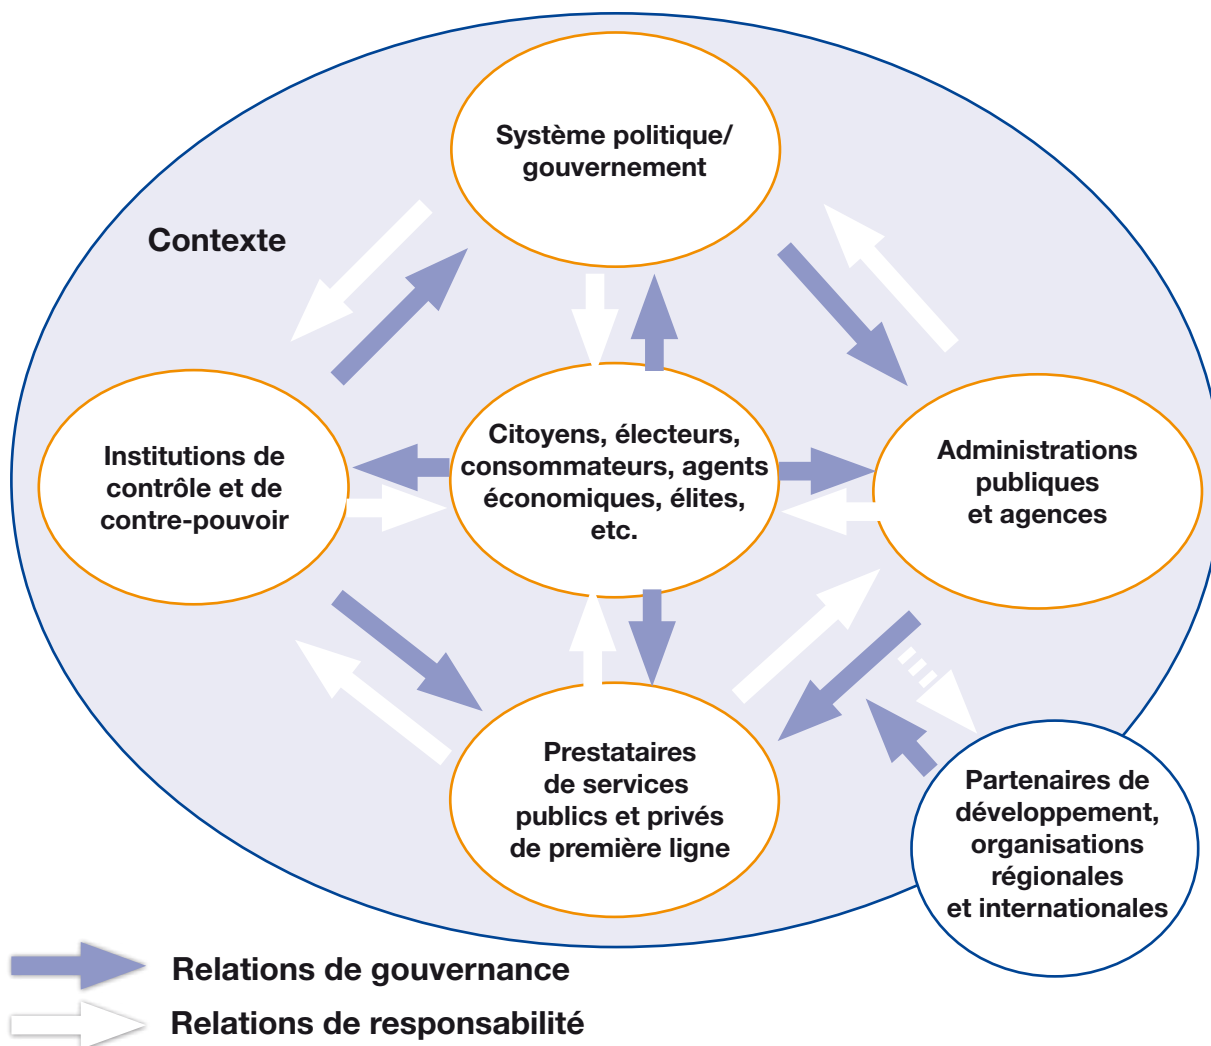 Système politique/
gouvernement
Contexte
Institutions de
contrôle et de
contre-pouvoir
Citoyens, électeurs,
consommateurs, agents
économiques, élites,
etc.
Administrations
publiques
et agences
Prestataires
de services
publics et privés
de première ligne
Partenaires de
développement,
organisations
régionales
et internationales
Relations de gouvernance
Relations de responsabilité